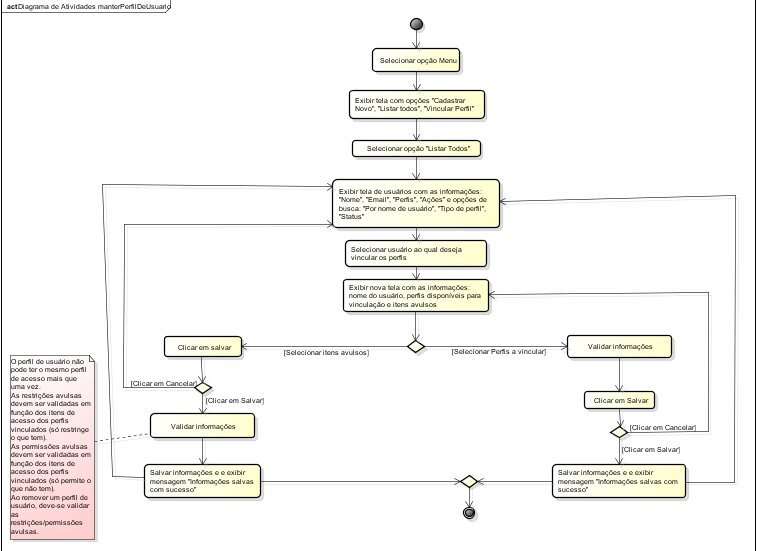 act Diagrama de Atividades manterPerfilDeUsuario
Selecionar opção Menu
Exibir tela com opções "Cadastrar
Novo", "Listar todos", "Vincular Perfil"
Selecionar opção "Listar Todos"
Exibir tela de usuários com as informações:
"Nome", "Email", "Perfis", "Ações" e opções de
busca: "Por nome de usuário", "Tipo de perfil",
"Status"
Selecionar usuário ao qual deseja
vincular os perfis
Exibir nova tela com as informações:
nome do usuário, perfis disponíveis para
vinculação e itens avulsos
[Selecionar itens avulsos]
[Selecionar Perfis a vincular]
Clicar em salvar
[Clicar em Cancelar]
[Clicar em Salvar]
Validar informações
Salvar informações e e exibir
mensagem "Informações salvas
com sucesso"
Validar informações
Clicar em Salvar
[Clicar em Cancelar]
[Clicar em Salvar]
Salvar informações e e exibir
mensagem "Informações salvas com
sucesso"
O perfil de usuário não
pode ter o mesmo perfil
de acesso mais que
uma vez.
As restrições avulsas
devem ser validadas em
função dos itens de
acesso dos perfis
vinculados (só restringe
o que tem).
As permissões avulsas
devem ser validadas em
função dos itens de
acesso dos perfis
vinculados (só permite o
que não tem).
Ao remover um perfil de
usuário, deve-se validar
as
restrições/permissões
avulsas.